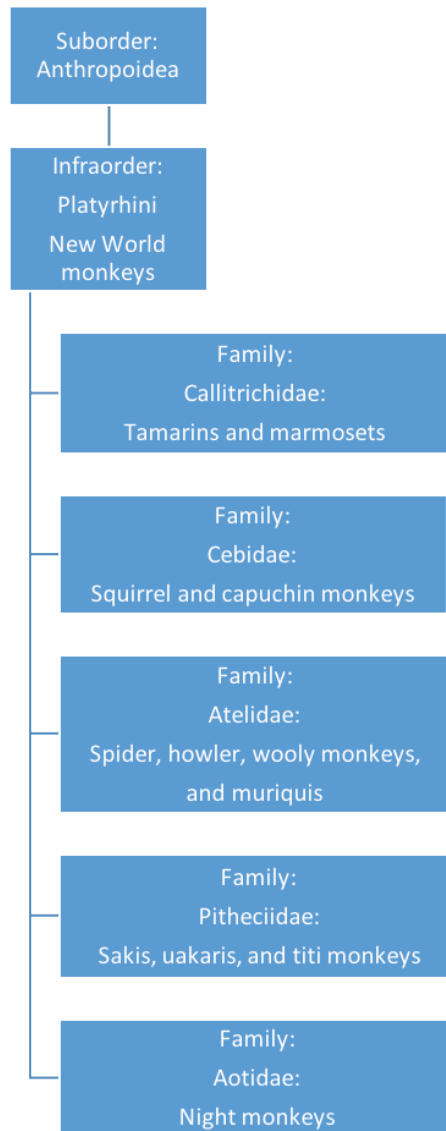 Suborder:
Anthropoidea
Infraorder:
Platyrhini
New World
monkeys
Family:
Callitrichidae:
Tamarins and marmosets
Family:
Cebidae:
Squirrel and capuchin monkeys
Family:
Atelidae:
Spider, howler, wooly monkeys,
and muriquis
Family:
Pitheciidae:
Sakis, uakaris, and titi monkeys
Family:
Aotidae:
Night monkeys